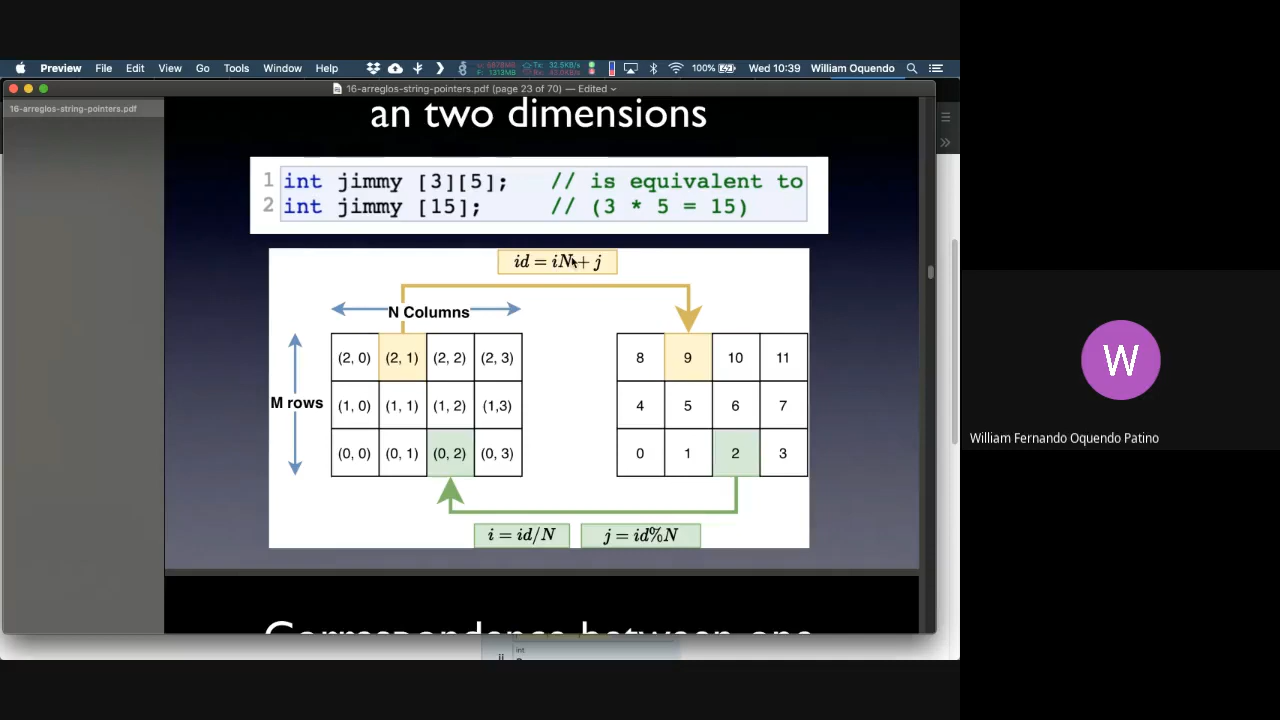 Preview File Edit View Go Tools Window Help 100% Wed 10:39 William Oquendo
16-arreglos-string-pointers.pdf (page 23 of 70) — Edited
16-arreglos-string-pointers.pdf
an two dimensions
1 int jimmy [3][5]; // is equivalent to
2 int jimmy [15]; // (3 * 5 = 15)
id = iN + j
N Columns
(2, 0) (2, 1) (2, 2) (2, 3) 8 9 10 11
M rows (1, 0) (1, 1) (1, 2) (1,3) 4 5 6 7
(0, 0) (0, 1) (0, 2) (0, 3) 0 1 2 3
i = id/N j = id%N
Correspondence between one
int
W
William Fernando Oquendo Patino